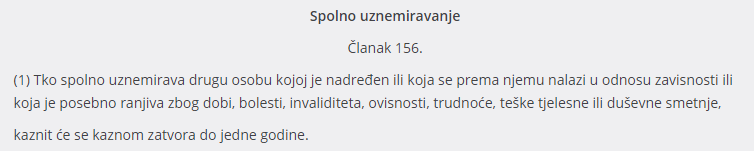 Spolno uznemiravanje
Članak 156.
(1) Tko spolno uznemirava drugu osobu kojoj je nadređen ili koja se prema njemu nalazi u odnosu zavisnosti ili
koja je posebno ranjiva zbog dobi, bolesti, invaliditeta, ovisnosti, trudnoće, teške tjelesne ili duševne smetnje,
kaznit će se kaznom zatvora do jedne godine.